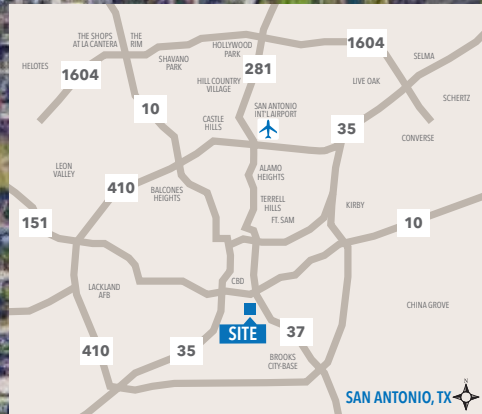 THE SHOPS
AT LA CANTERA
THE
RIM
HOLLYWOOD
PARK
1604
SELMA
HELOTES
1604
SHAVANO
PARK
281
HILL COUNTRY
VILLAGE
LIVE OAK
SCHERTZ
10
CASTLE
HILLS
SAN ANTONIO
INT'L AIRPORT
35
CONVERSE
LEON
VALLEY
410
BALCONES
HEIGHTS
ALAMO
HEIGHTS
TERRELL
HILLS
FT. SAM
KIRBY
151
10
LACKLAND
AFB
CBD
CHINA GROVE
SITE
37
410
35
BROOKS
CITY-BASE
SAN ANTONIO, TX
N